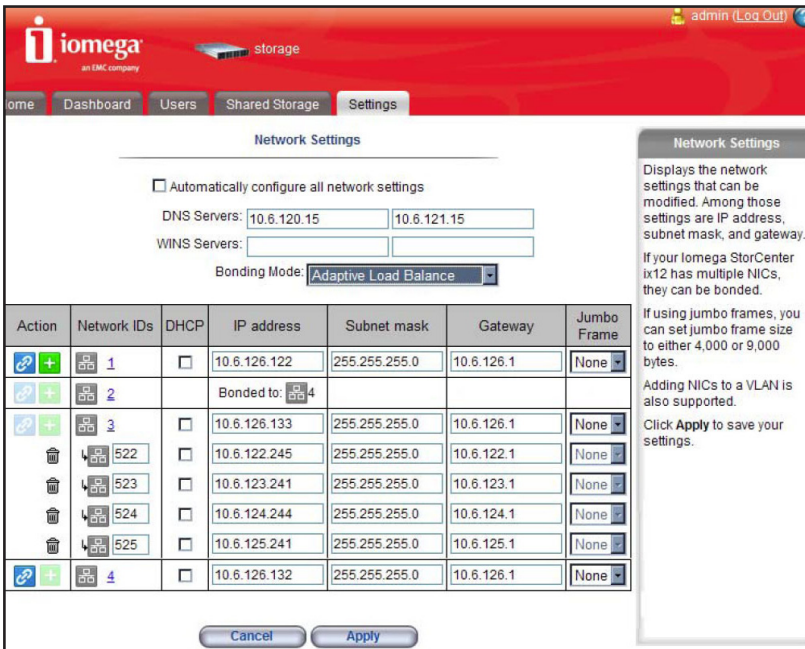 admin (Log Out)
iomega
an EMC company
storage
ome Dashboard Users Shared Storage Settings
Network Settings
Automatically configure all network settings
DNS Servers: 10.6.120.15 10.6.121.15
WINS Servers:
Bonding Mode: Adaptive Load Balance
Action Network IDs DHCP IP address Subnet mask Gateway Jumbo Frame
1 10.6.126.122 255.255.255.0 10.6.126.1 None
2 Bonded to: 4
3 10.6.126.133 255.255.255.0 10.6.126.1 None
522 10.6.122.245 255.255.255.0 10.6.122.1 None
523 10.6.123.241 255.255.255.0 10.6.123.1 None
524 10.6.124.244 255.255.255.0 10.6.124.1 None
525 10.6.125.241 255.255.255.0 10.6.125.1 None
4 10.6.126.132 255.255.255.0 10.6.126.1 None
Cancel Apply
Network Settings
Displays the network
settings that can be
modified. Among those
settings are IP address,
subnet mask, and gateway.
If your Iomega StorCenter
ix12 has multiple NICs,
they can be bonded.
If using jumbo frames, you
can set jumbo frame size
to either 4,000 or 9,000
bytes.
Adding NICs to a VLAN is
also supported.
Click Apply to save your
settings.